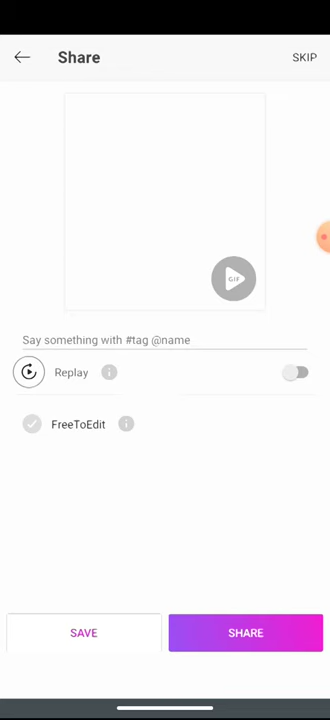 Share
SKIP
GIF
Say something with #tag @name
Replay
FreeToEdit
SAVE
SHARE